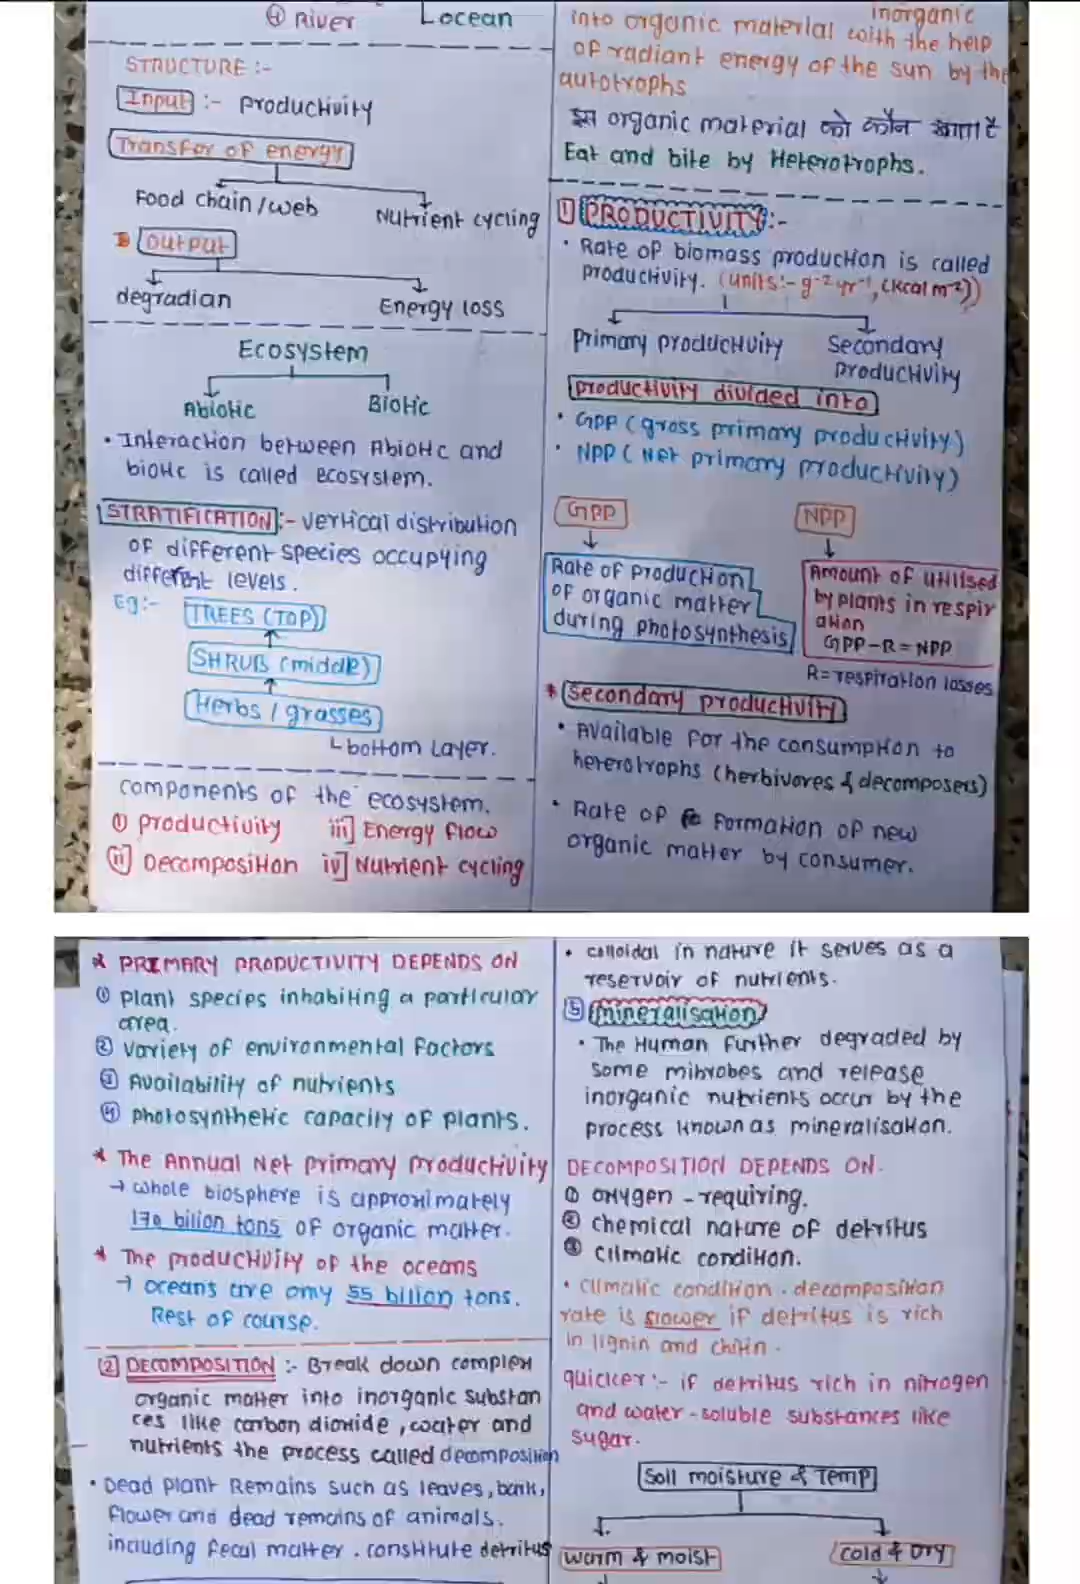 ④ River
ocean
STRUCTURE :-
Input :- productivity
Transfer of energy
Food chain/web
Nutrient cycling
output
degradian
Energy loss
Ecosystem
Abiotic
Biotic
• Interaction between Abiotic and
biotic is called ecosystem.
STRATIFICATION :- vertical distribution
of different species occupying
different levels.
Eg:- TREES (TOP)
SHRUB (middle)
Herbs / grasses
bottom layer.
components of the ecosystem.
① productivity iii] Energy flow
ii] Decomposition iv] Nutrient cycling
inorganic
into organic material with the help
of radiant energy of the sun by the
autotrophs
इस organic material को कौन खाता है
Eat and bite by Heterotrophs.
① PRODUCTIVITY :-
• Rate of biomass production is called
productivity. (units:- g⁻² yr⁻¹, (Kcal m⁻²))
primary productivity
Secondary
productivity
productivity divided into
• GPP (gross primary productivity)
• NPP (Net primary productivity)
GPP
NPP
Rate of production
of organic matter
during photosynthesis
Amount of utilised
by plants in respir
ation
GPP-R = NPP
R = respiration losses
* Secondary productivity
• Available for the consumption to
heterotrophs (herbivores & decomposers)
• Rate of formation of new
organic matter by consumer.
* PRIMARY PRODUCTIVITY DEPENDS ON
① plant species inhabiting a particular
area.
② variety of environmental factors
③ Availability of nutrients
④ photosynthetic capacity of plants.
* The Annual Net primary productivity
→ whole biosphere is approximately
170 bilion tons of organic matter.
* The productivity of the oceans
→ oceans are only 55 bilion tons.
Rest of course.
② DECOMPOSITION :- Break down complex
organic matter into inorganic substan
ces like carbon dioxide, water and
nutrients the process called decomposition
• Dead plant Remains such as leaves, bark,
flower and dead remains of animals.
including fecal matter. constitute detritus
• colloidal in nature it serves as a
reservoir of nutrients.
⑤ mineralisation
• The Human further degraded by
some mibrobes and release
inorganic nutrients occur by the
process known as mineralisation.
DECOMPOSITION DEPENDS ON.
① oxygen - requiring.
② chemical nature of detritus
③ climatic condition.
• climatic condition. decomposition
rate is slower if detritus is rich
in lignin and chitin.
quicker :- if detritus rich in nitrogen
and water-soluble substances like
sugar.
Soil moisture & Temp
warm & moist
cold & Dry